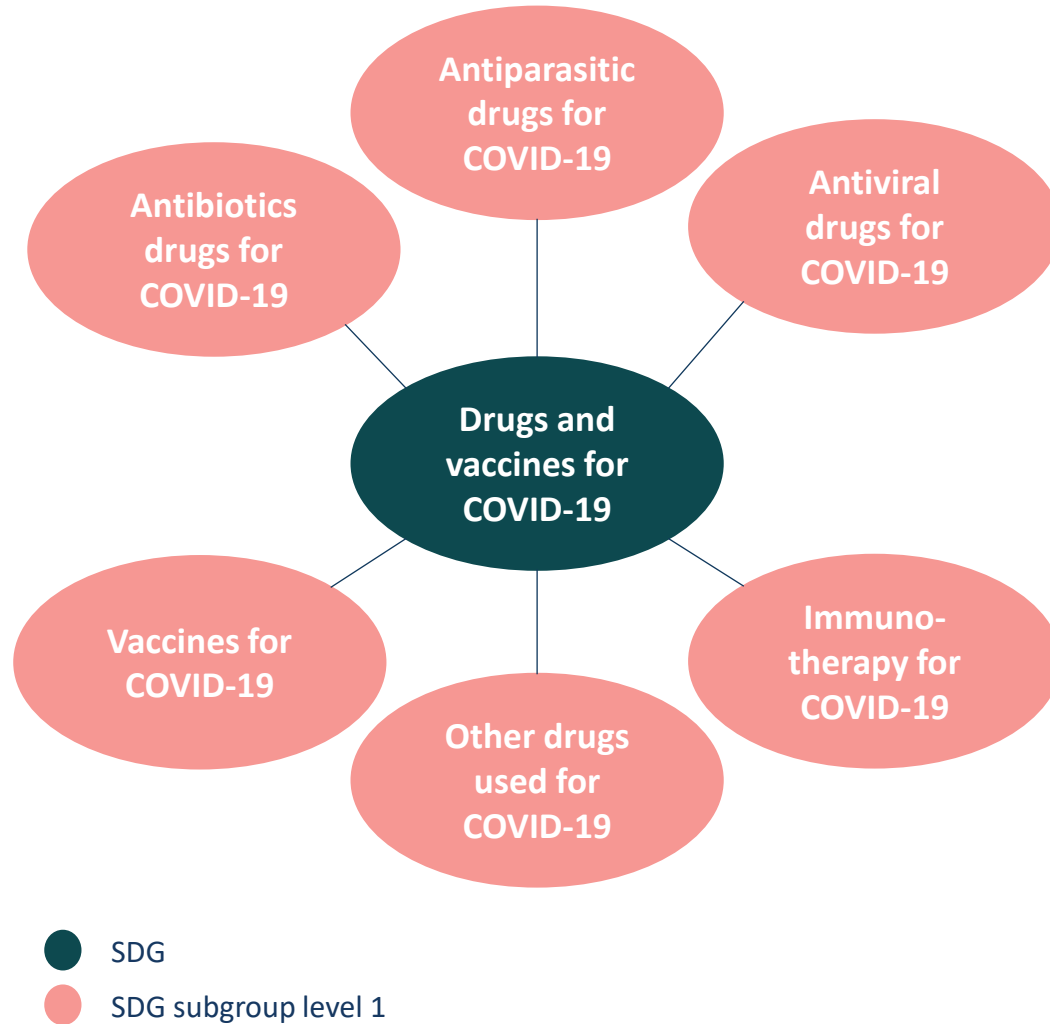 Antiparasitic
drugs for
COVID-19
Antibiotics
drugs for
COVID-19
Antiviral
drugs for
COVID-19
Drugs and
vaccines for
COVID-19
Vaccines for
COVID-19
Immuno-
therapy for
COVID-19
Other drugs
used for
COVID-19
SDG
SDG subgroup level 1